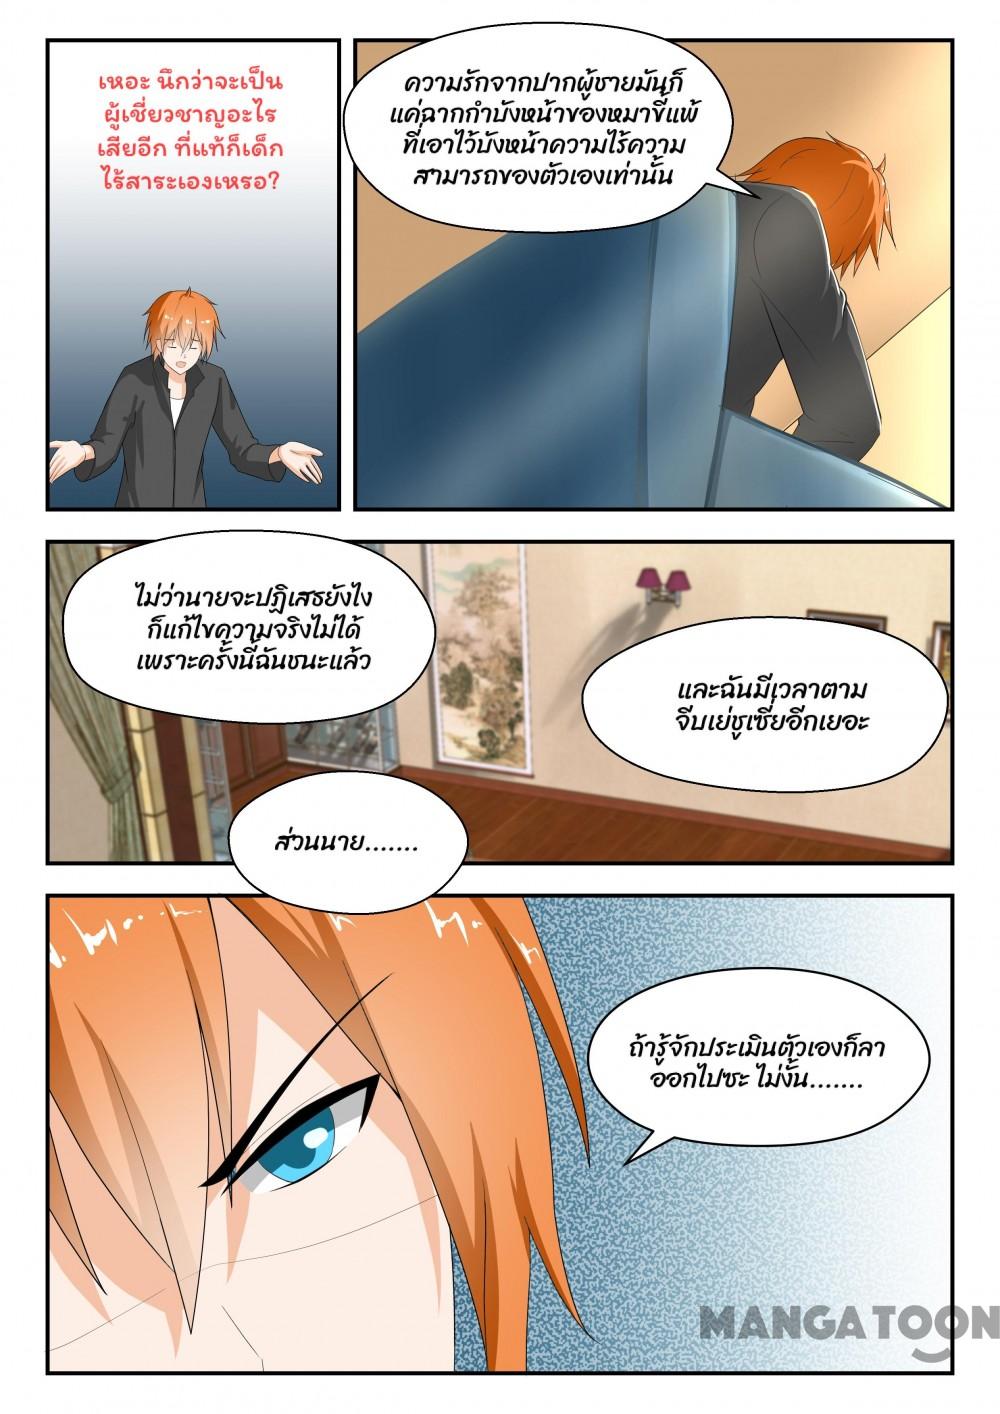 เหอะ นึกว่าจะเป็น
ผู้เชี่ยวชาญอะไร
เสียอีก ที่แท้ก็เด็ก
ไร้สาระเองเหรอ?
ความรักจากปากผู้ชายมันก็
แค่ฉากกำบังหน้าของหมาขี้แพ้
ที่เอาไว้บังหน้าความไร้ความ
สามารถของตัวเองเท่านั้น
ไม่ว่านายจะปฏิเสธยังไง
ก็แก้ไขความจริงไม่ได้
เพราะครั้งนี้ฉันชนะแล้ว
และฉันมีเวลาตาม
จีบเย่ชูเซี่ยอีกเยอะ
ส่วนนาย.......
ถ้ารู้จักประเมินตัวเองก็ลา
ออกไปซะ ไม่งั้น.......
MANGATOON